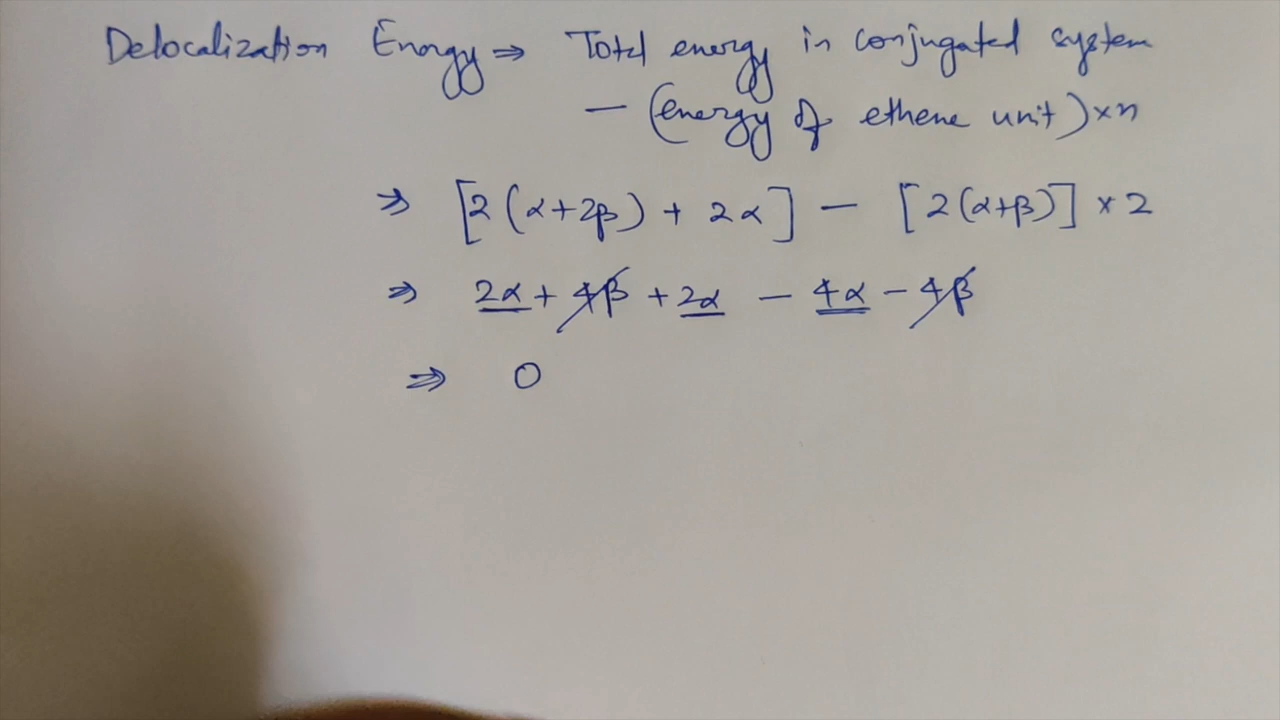 Delocalization Energy ⇒ Total energy in conjugated system
− (energy of ethene unit) × n
⇒ [2(α+2β) + 2α] − [2(α+β)] × 2
⇒ 2α + 4β + 2α − 4α − 4β
⇒ 0